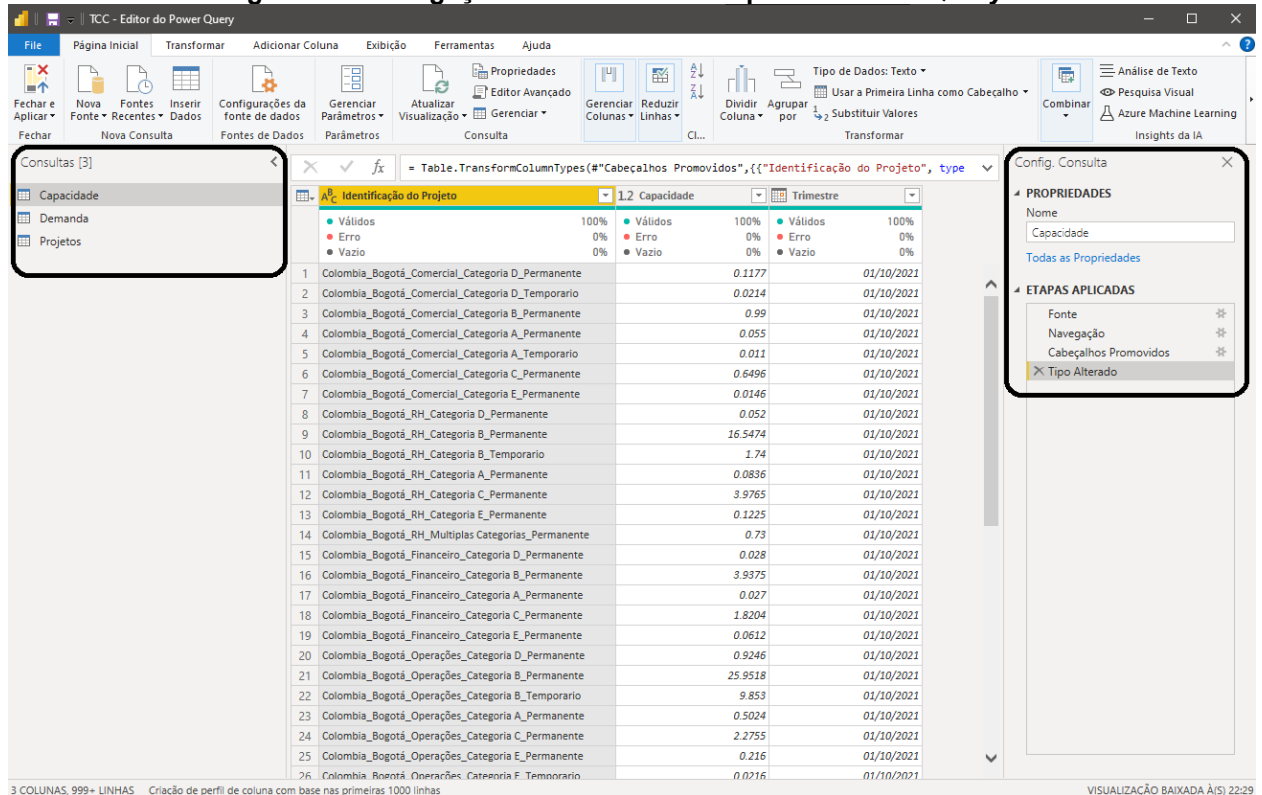 TCC - Editor do Power Query
File Página Inicial Transformar Adicionar Coluna Exibição Ferramentas Ajuda
Fechar e Aplicar
Nova Fonte
Fontes Recentes
Inserir Dados
Configurações da fonte de dados
Gerenciar Parâmetros
Atualizar Visualização
Propriedades
Editor Avançado
Gerenciar
Gerenciar Colunas
Reduzir Linhas
Dividir Coluna
Agrupar por
Tipo de Dados: Texto
Usar a Primeira Linha como Cabeçalho
Substituir Valores
Combinar
Análise de Texto
Pesquisa Visual
Azure Machine Learning
Fechar Nova Consulta Fontes de Dados Parâmetros Consulta Cl... Transformar Insights da IA
Consultas [3]
Capacidade
Demanda
Projetos
fx = Table.TransformColumnTypes(#"Cabeçalhos Promovidos",{{"Identificação do Projeto", type
ABC Identificação do Projeto 1.2 Capacidade Trimestre
Válidos 100% Válidos 100% Válidos 100%
Erro 0% Erro 0% Erro 0%
Vazio 0% Vazio 0% Vazio 0%
1 Colombia_Bogotá_Comercial_Categoria D_Permanente 0.1177 01/10/2021
2 Colombia_Bogotá_Comercial_Categoria D_Temporario 0.0214 01/10/2021
3 Colombia_Bogotá_Comercial_Categoria B_Permanente 0.99 01/10/2021
4 Colombia_Bogotá_Comercial_Categoria A_Permanente 0.055 01/10/2021
5 Colombia_Bogotá_Comercial_Categoria A_Temporario 0.011 01/10/2021
6 Colombia_Bogotá_Comercial_Categoria C_Permanente 0.6496 01/10/2021
7 Colombia_Bogotá_Comercial_Categoria E_Permanente 0.0146 01/10/2021
8 Colombia_Bogotá_RH_Categoria D_Permanente 0.052 01/10/2021
9 Colombia_Bogotá_RH_Categoria B_Permanente 16.5474 01/10/2021
10 Colombia_Bogotá_RH_Categoria B_Temporario 1.74 01/10/2021
11 Colombia_Bogotá_RH_Categoria A_Permanente 0.0836 01/10/2021
12 Colombia_Bogotá_RH_Categoria C_Permanente 3.9765 01/10/2021
13 Colombia_Bogotá_RH_Categoria E_Permanente 0.1225 01/10/2021
14 Colombia_Bogotá_RH_Multiplas Categorias_Permanente 0.73 01/10/2021
15 Colombia_Bogotá_Financeiro_Categoria D_Permanente 0.028 01/10/2021
16 Colombia_Bogotá_Financeiro_Categoria B_Permanente 3.9375 01/10/2021
17 Colombia_Bogotá_Financeiro_Categoria A_Permanente 0.027 01/10/2021
18 Colombia_Bogotá_Financeiro_Categoria C_Permanente 1.8204 01/10/2021
19 Colombia_Bogotá_Financeiro_Categoria E_Permanente 0.0612 01/10/2021
20 Colombia_Bogotá_Operações_Categoria D_Permanente 0.9246 01/10/2021
21 Colombia_Bogotá_Operações_Categoria B_Permanente 25.9518 01/10/2021
22 Colombia_Bogotá_Operações_Categoria B_Temporario 9.853 01/10/2021
23 Colombia_Bogotá_Operações_Categoria A_Permanente 0.5024 01/10/2021
24 Colombia_Bogotá_Operações_Categoria C_Permanente 2.2755 01/10/2021
25 Colombia_Bogotá_Operações_Categoria E_Permanente 0.216 01/10/2021
26 Colombia_Bogotá_Operações_Categoria E_Temporario 0.0216 01/10/2021
Config. Consulta
PROPRIEDADES
Nome
Capacidade
Todas as Propriedades
ETAPAS APLICADAS
Fonte
Navegação
Cabeçalhos Promovidos
Tipo Alterado
3 COLUNAS, 999+ LINHAS Criação de perfil de coluna com base nas primeiras 1000 linhas VISUALIZAÇÃO BAIXADA À(S) 22:29